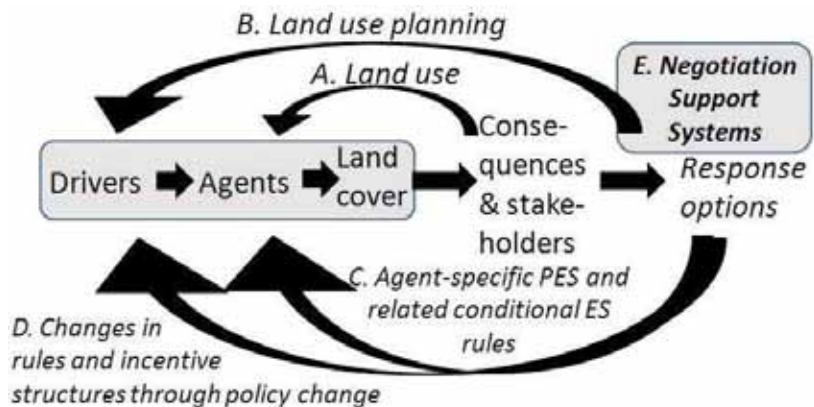 B. Land use planning
A. Land use
E. Negotiation
Support
Systems
Drivers
Agents
Land
cover
Conse-
quences
& stake-
holders
Response
options
C. Agent-specific PES and
related conditional ES
rules
D. Changes in
rules and incentive
structures through policy change